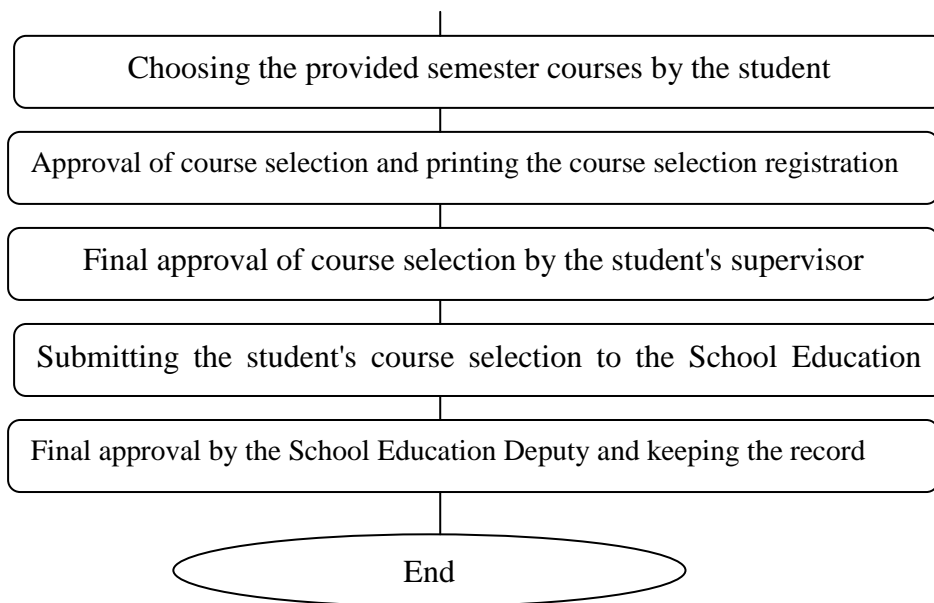 Choosing the provided semester courses by the student
Approval of course selection and printing the course selection registration
Final approval of course selection by the student's supervisor
Submitting the student's course selection to the School Education
Final approval by the School Education Deputy and keeping the record
End